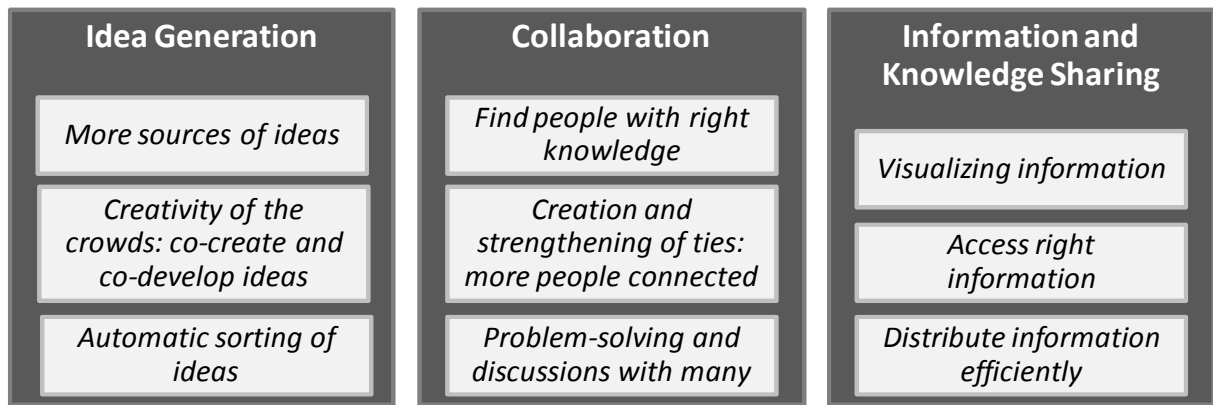 Idea Generation
More sources of ideas
Creativity of the
crowds: co-create and
co-develop ideas
Automatic sorting of
ideas
Collaboration
Find people with right
knowledge
Creation and
strengthening of ties:
more people connected
Problem-solving and
discussions with many
Information and
Knowledge Sharing
Visualizing information
Access right
information
Distribute information
efficiently